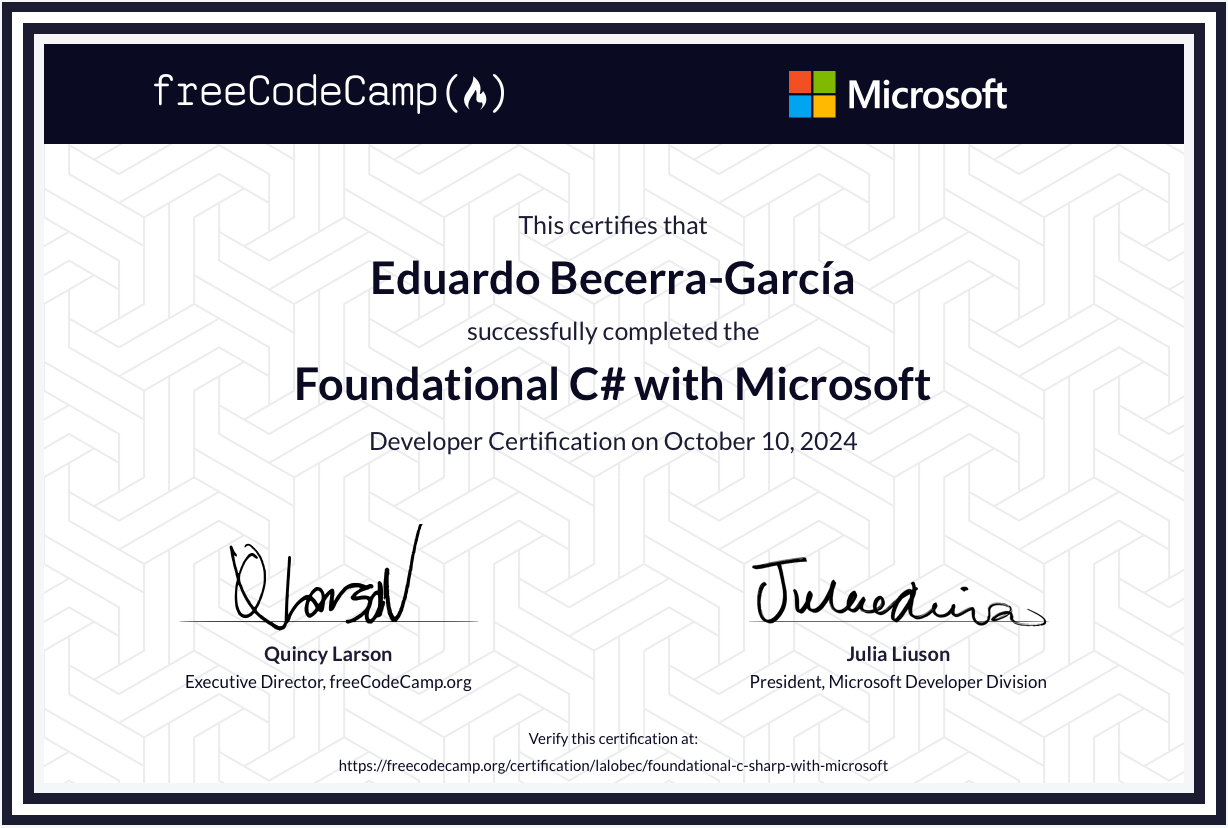 freeCodeCamp(🔥)
Microsoft
This certifies that
Eduardo Becerra-García
successfully completed the
Foundational C# with Microsoft
Developer Certification on October 10, 2024
Quincy Larson
Executive Director, freeCodeCamp.org
Julia Liuson
President, Microsoft Developer Division
Verify this certification at:
https://freecodecamp.org/certification/lalobec/foundational-c-sharp-with-microsoft